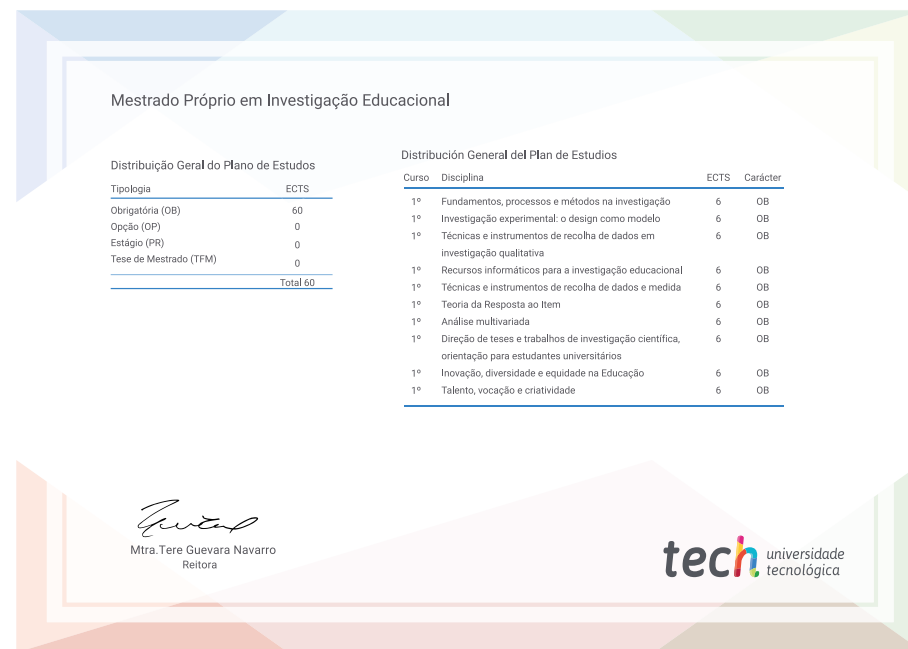 Mestrado Próprio em Investigação Educacional
Distribuição Geral do Plano de Estudos
Tipologia ECTS
Obrigatória (OB) 60
Opção (OP) 0
Estágio (PR) 0
Tese de Mestrado (TFM) 0
Total 60
Distribución General del Plan de Estudios
Curso Disciplina ECTS Carácter
1º Fundamentos, processos e métodos na investigação 6 OB
1º Investigação experimental: o design como modelo 6 OB
1º Técnicas e instrumentos de recolha de dados em 6 OB
investigação qualitativa
1º Recursos informáticos para a investigação educacional 6 OB
1º Técnicas e instrumentos de recolha de dados e medida 6 OB
1º Teoria da Resposta ao Item 6 OB
1º Análise multivariada 6 OB
1º Direção de teses e trabalhos de investigação científica, 6 OB
orientação para estudantes universitários
1º Inovação, diversidade e equidade na Educação 6 OB
1º Talento, vocação e criatividade 6 OB
Mtra.Tere Guevara Navarro
Reitora
tech universidade
tecnológica